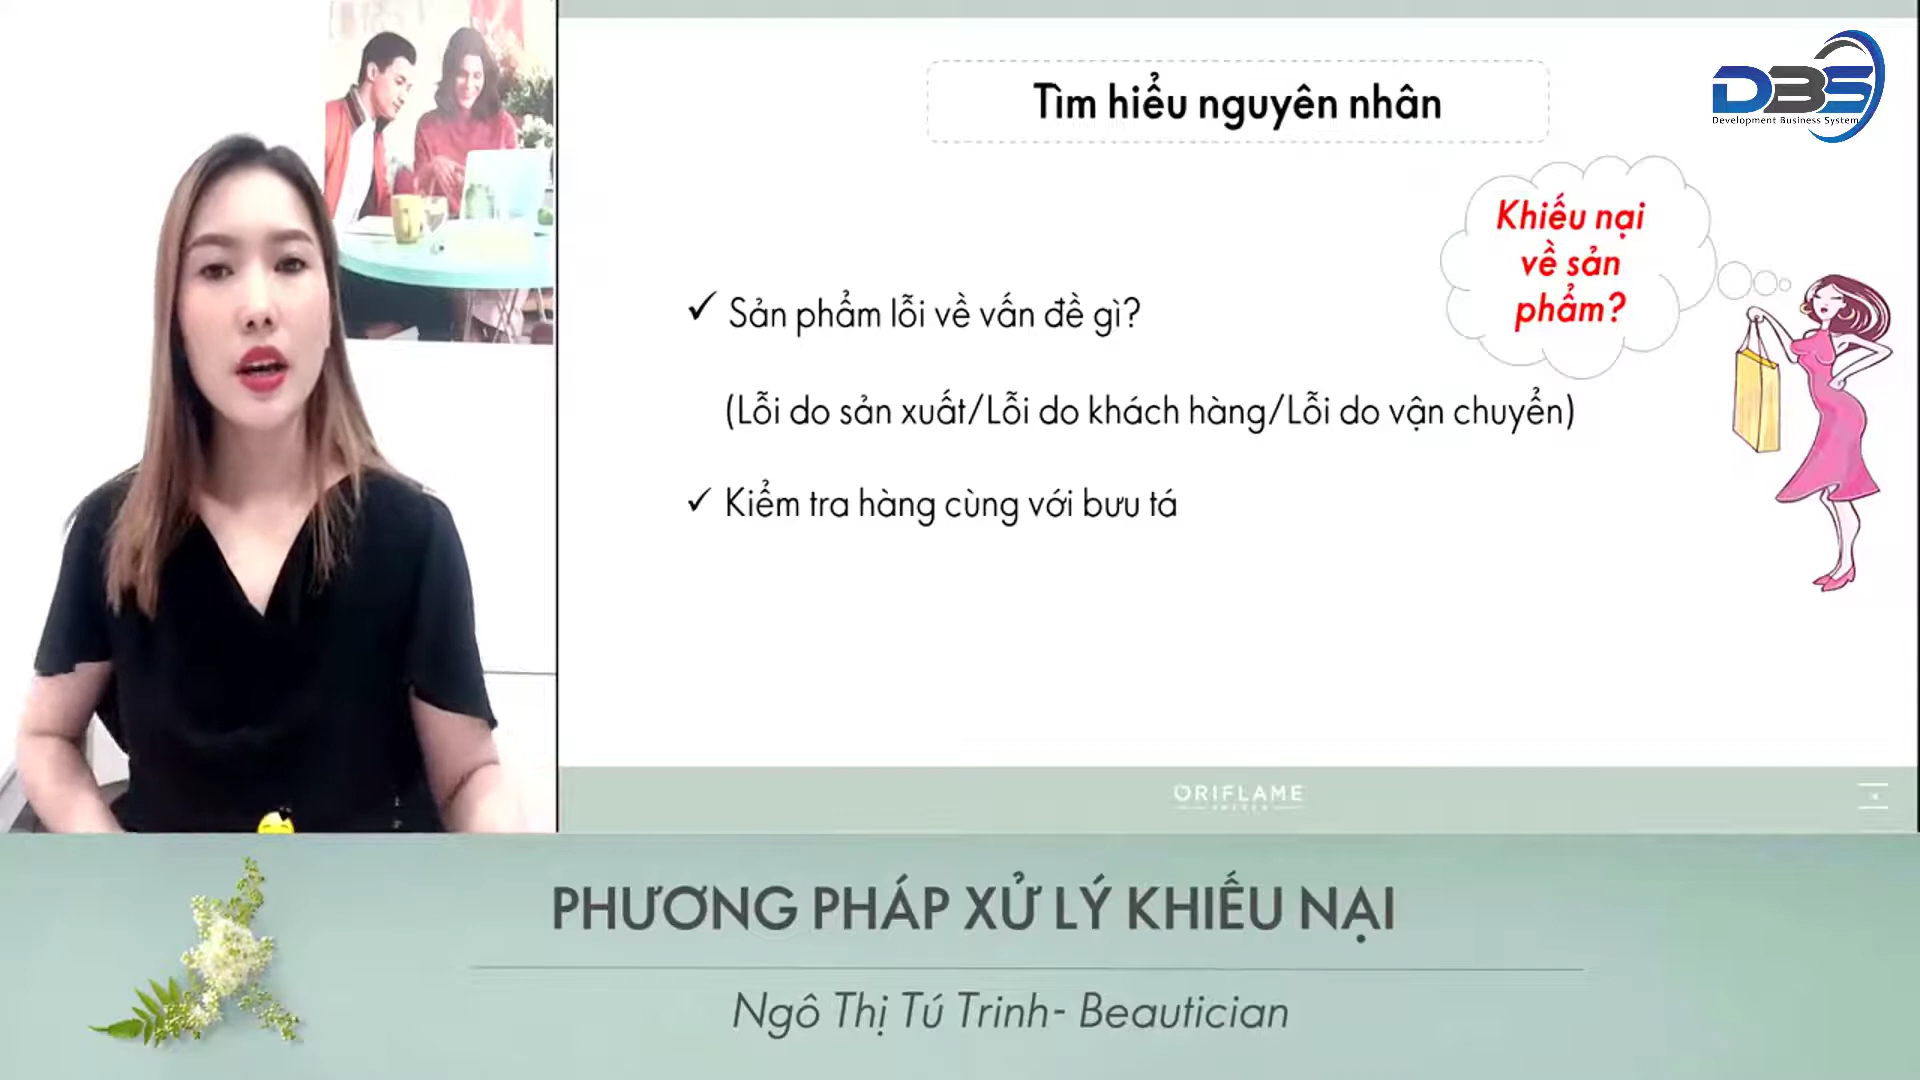 Tìm hiểu nguyên nhân
DBS
Development Business System
Khiếu nại
về sản
phẩm?
✓ Sản phẩm lỗi về vấn đề gì?
(Lỗi do sản xuất/Lỗi do khách hàng/Lỗi do vận chuyển)
✓ Kiểm tra hàng cùng với bưu tá
ORIFLAME
PHƯƠNG PHÁP XỬ LÝ KHIẾU NẠI
Ngô Thị Tú Trinh- Beautician